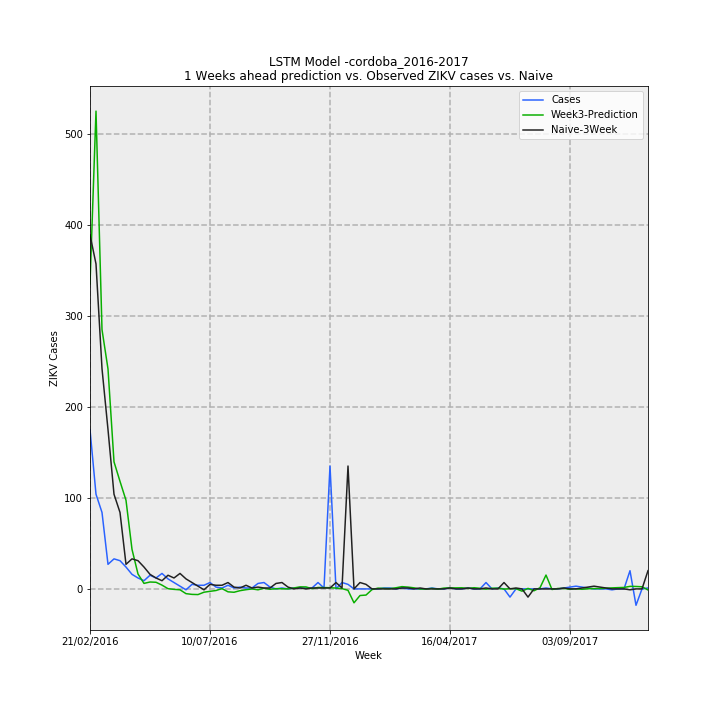 LSTM Model -cordoba_2016-2017
1 Weeks ahead prediction vs. Observed ZIKV cases vs. Naive
Cases
Week3-Prediction
Naive-3Week
500
400
300
200
100
0
ZIKV Cases
21/02/2016
10/07/2016
27/11/2016
16/04/2017
03/09/2017
Week